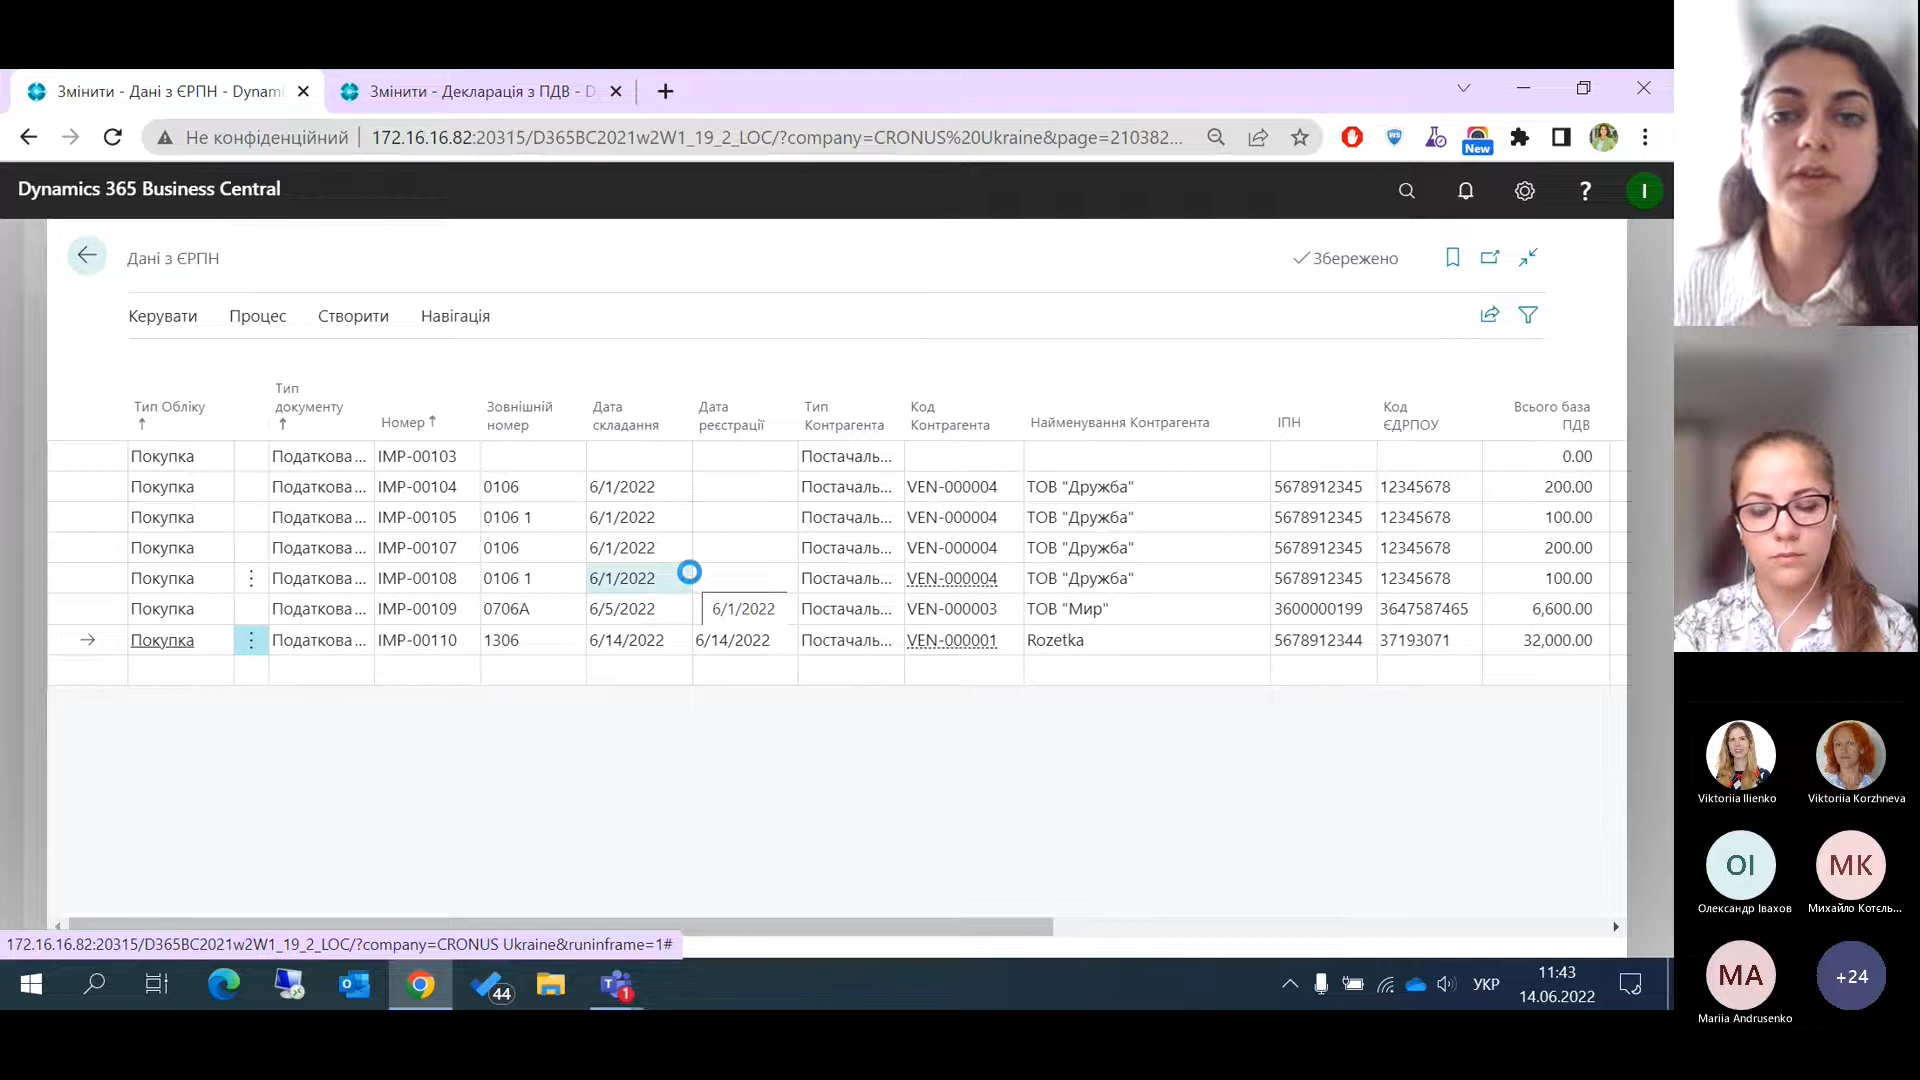 Змінити - Дані з ЄРПН - Dynami
Змінити - Декларація з ПДВ - D
Не конфіденційний
172.16.16.82:20315/D365BC2021w2W1_19_2_LOC/?company=CRONUS%20Ukraine&page=210382...
New
Dynamics 365 Business Central
I
Дані з ЄРПН
Збережено
Керувати Процес Створити Навігація
Тип Обліку ↑ Тип документу ↑ Номер ↑ Зовнішній номер Дата складання Дата реєстрації Тип Контрагента Код Контрагента Найменування Контрагента ІПН Код ЄДРПОУ Всього база ПДВ
Покупка Податкова ... IMP-00103 Постачаль... 0.00
Покупка Податкова ... IMP-00104 0106 6/1/2022 Постачаль... VEN-000004 ТОВ "Дружба" 5678912345 12345678 200.00
Покупка Податкова ... IMP-00105 0106 1 6/1/2022 Постачаль... VEN-000004 ТОВ "Дружба" 5678912345 12345678 100.00
Покупка Податкова ... IMP-00107 0106 6/1/2022 Постачаль... VEN-000004 ТОВ "Дружба" 5678912345 12345678 200.00
Покупка Податкова ... IMP-00108 0106 1 6/1/2022 Постачаль... VEN-000004 ТОВ "Дружба" 5678912345 12345678 100.00
Покупка Податкова ... IMP-00109 0706А 6/5/2022 6/1/2022 Постачаль... VEN-000003 ТОВ "Мир" 3600000199 3647587465 6,600.00
Покупка Податкова ... IMP-00110 1306 6/14/2022 6/14/2022 Постачаль... VEN-000001 Rozetka 5678912344 37193071 32,000.00
172.16.16.82:20315/D365BC2021w2W1_19_2_LOC/?company=CRONUS Ukraine&runinframe=1#
44
1
УКР
11:43
14.06.2022
Viktoriia Ilienko
Viktoriia Korzhneva
ОІ
МК
Олександр Івахов
Михайло Котєль...
MA
+24
Mariia Andrusenko